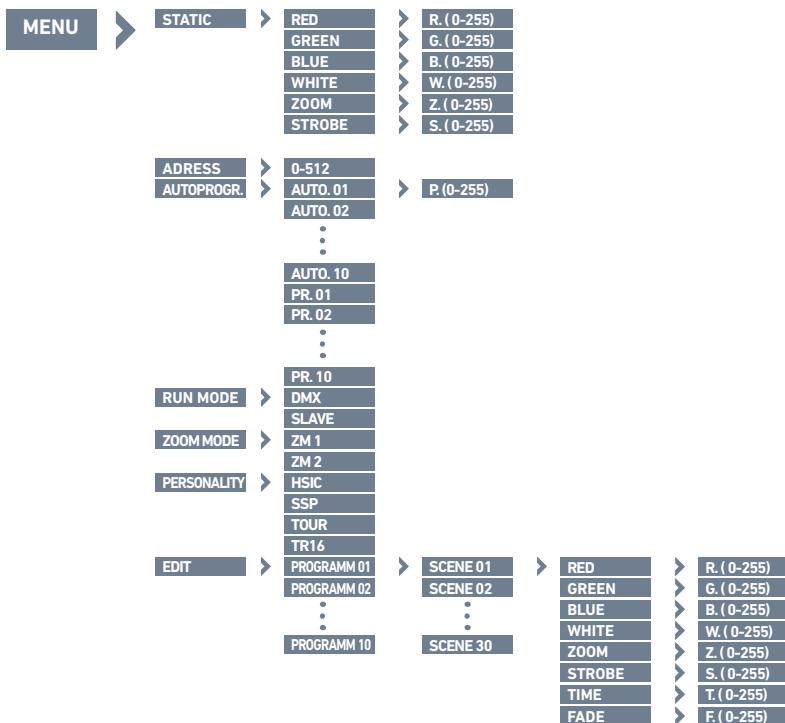 MENU STATIC RED R. ( 0-255)
GREEN G. ( 0-255)
BLUE B. ( 0-255)
WHITE W. ( 0-255)
ZOOM Z. ( 0-255)
STROBE S. ( 0-255)
ADRESS 0-512
AUTOPROGR. AUTO. 01 P. (0-255)
AUTO. 02
AUTO. 10
PR. 01
PR. 02
PR. 10
RUN MODE DMX
SLAVE
ZOOM MODE ZM 1
ZM 2
PERSONALITY HSIC
SSP
TOUR
TR16
EDIT PROGRAMM 01 SCENE 01 RED R. ( 0-255)
PROGRAMM 02 SCENE 02 GREEN G. ( 0-255)
BLUE B. ( 0-255)
WHITE W. ( 0-255)
PROGRAMM 10 SCENE 30 ZOOM Z. ( 0-255)
STROBE S. ( 0-255)
TIME T. ( 0-255)
FADE F. ( 0-255)